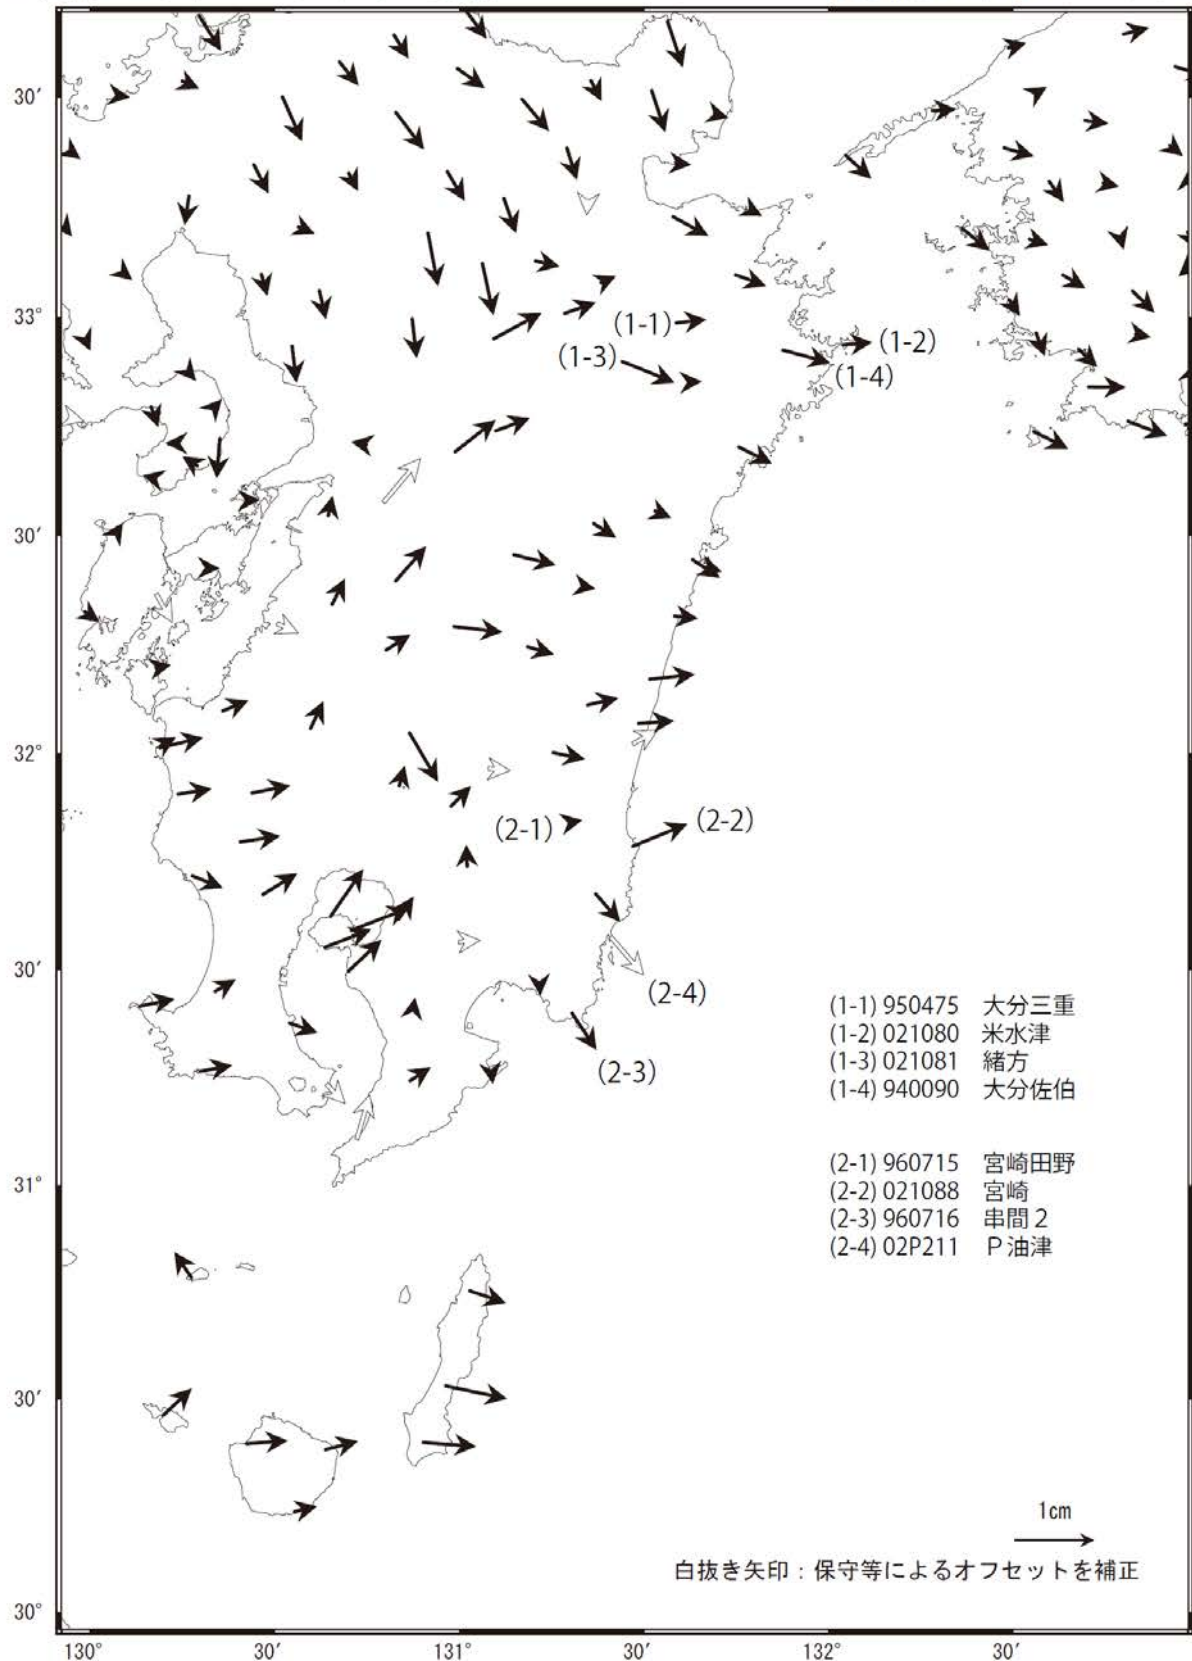 30′
33°
(1-1)
(1-2)
(1-3)
(1-4)
30′
32°
(2-1)
(2-2)
30′
(2-4)
(2-3)
(1-1) 950475 大分三重
(1-2) 021080 米水津
(1-3) 021081 緒方
(1-4) 940090 大分佐伯
(2-1) 960715 宮崎田野
(2-2) 021088 宮崎
(2-3) 960716 串間2
(2-4) 02P211 P油津
31°
30′
1cm
白抜き矢印：保守等によるオフセットを補正
30°
130° 30′ 131° 30′ 132° 30′